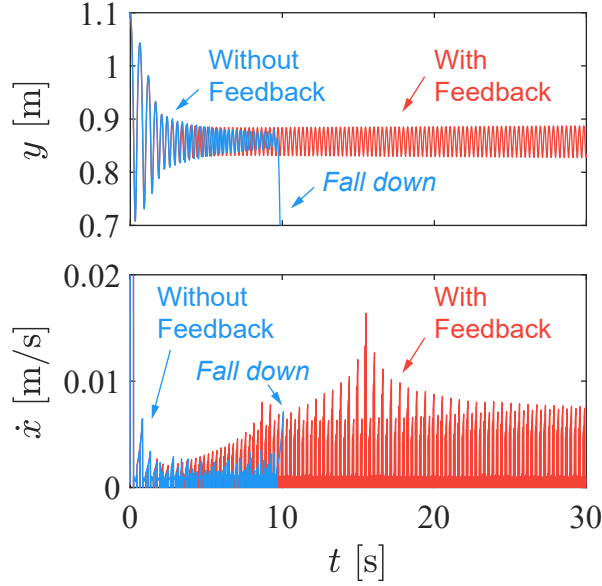 1.1
Without
Feedback
With
Feedback
1
y [m]
0.9
0.8
Fall down
0.7
0.02
Without
Feedback
With
Feedback
Fall down
ẋ [m/s]
0.01
0
0
10
20
30
t [s]